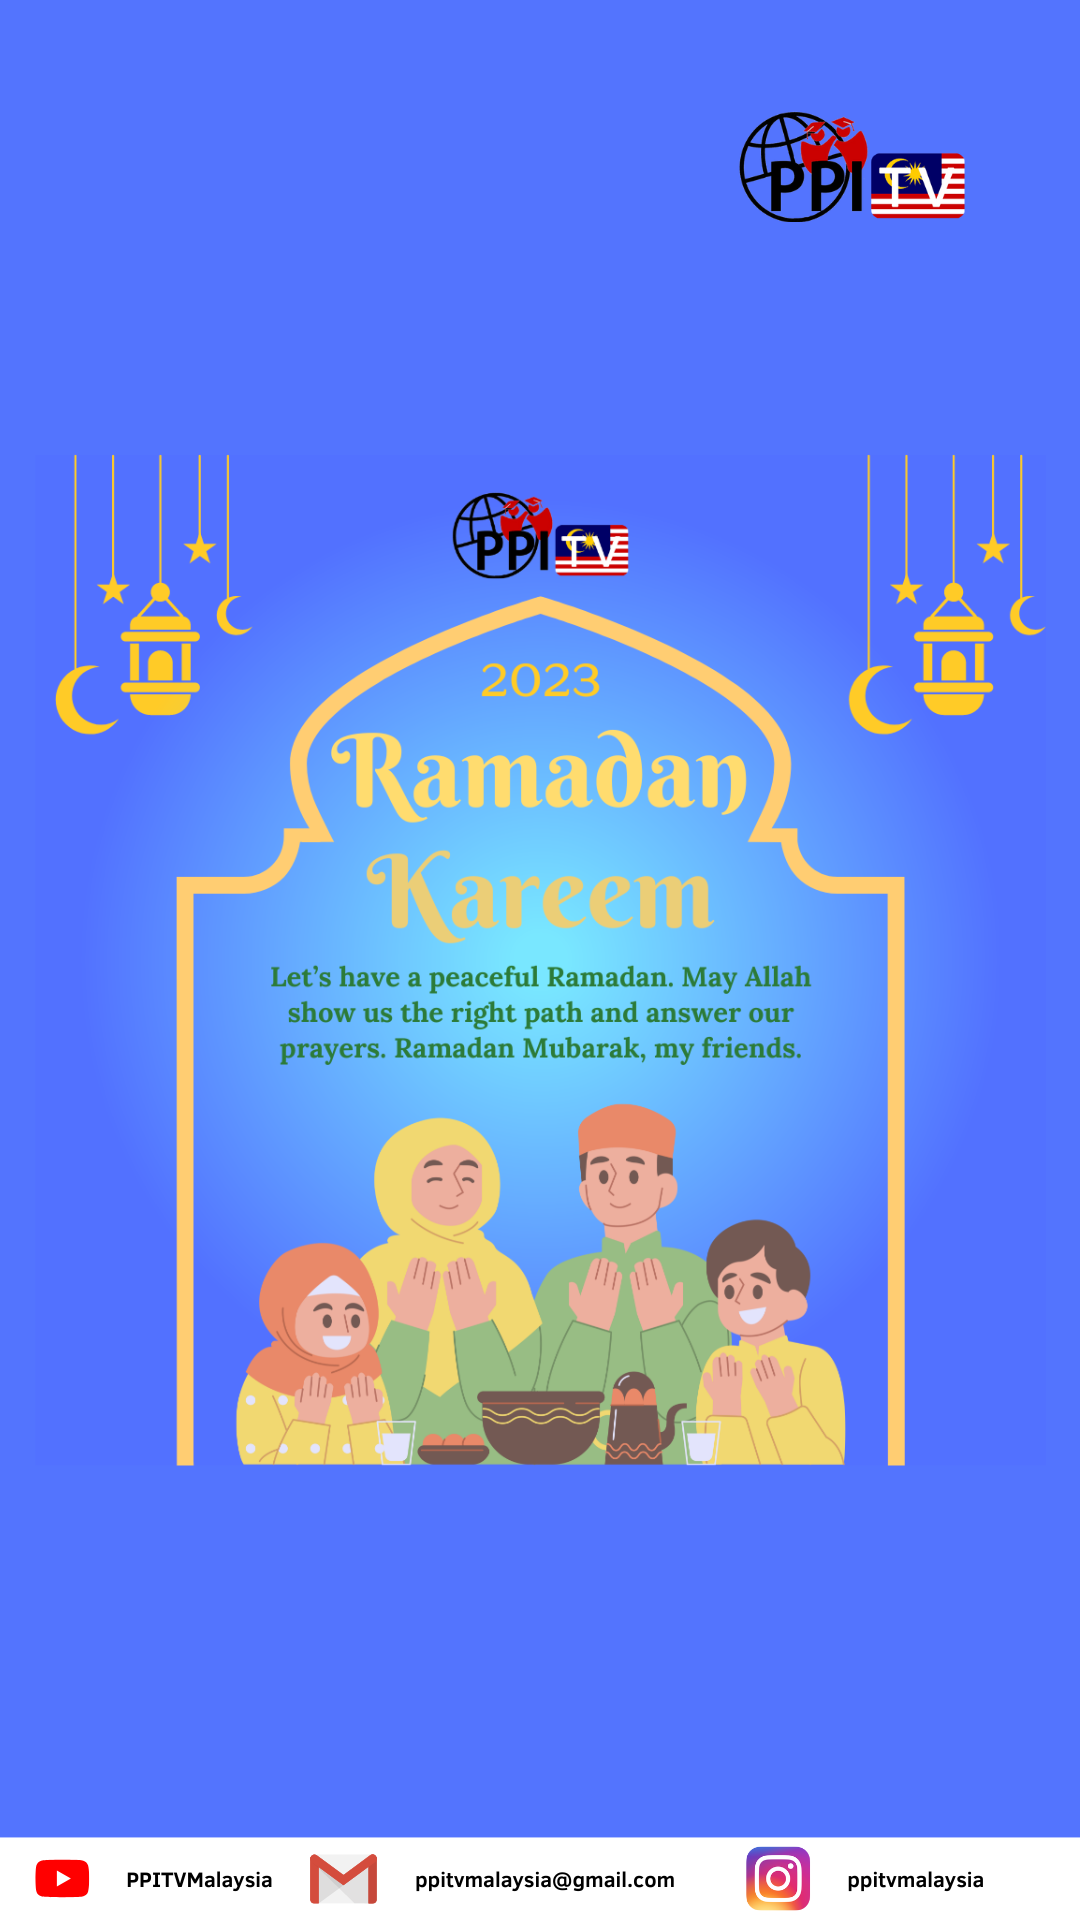 PPI TV
PPI TV
2023
Ramadan
Kareem
Let’s have a peaceful Ramadan. May Allah
show us the right path and answer our
prayers. Ramadan Mubarak, my friends.
PPITVMalaysia
ppitvmalaysia@gmail.com
ppitvmalaysia